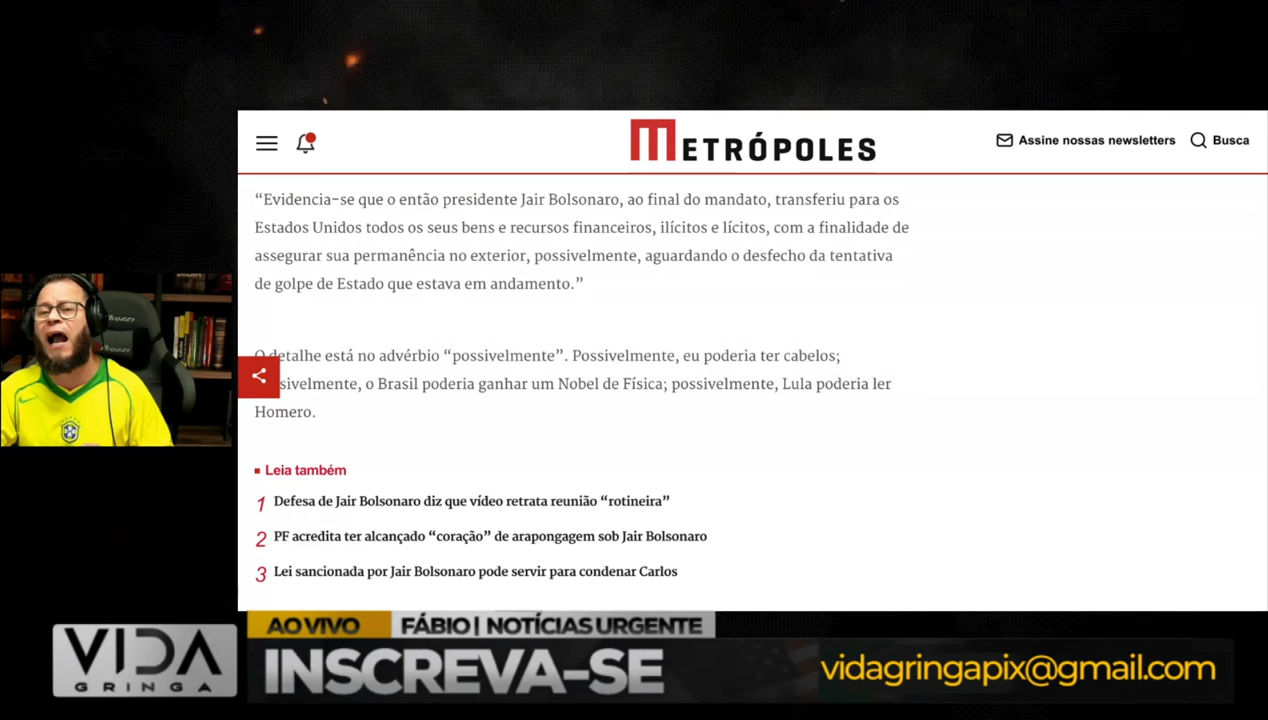 METRÓPOLES
Assine nossas newsletters
Busca
“Evidencia-se que o então presidente Jair Bolsonaro, ao final do mandato, transferiu para os
Estados Unidos todos os seus bens e recursos financeiros, ilícitos e lícitos, com a finalidade de
assegurar sua permanência no exterior, possivelmente, aguardando o desfecho da tentativa
de golpe de Estado que estava em andamento.”
O detalhe está no advérbio “possivelmente”. Possivelmente, eu poderia ter cabelos;
sivelmente, o Brasil poderia ganhar um Nobel de Física; possivelmente, Lula poderia ler
Homero.
Leia também
1 Defesa de Jair Bolsonaro diz que vídeo retrata reunião “rotineira”
2 PF acredita ter alcançado “coração” de arapongagem sob Jair Bolsonaro
3 Lei sancionada por Jair Bolsonaro pode servir para condenar Carlos
VIDA
GRINGA
AO VIVO
FÁBIO | NOTÍCIAS URGENTE
INSCREVA-SE
vidagringapix@gmail.com